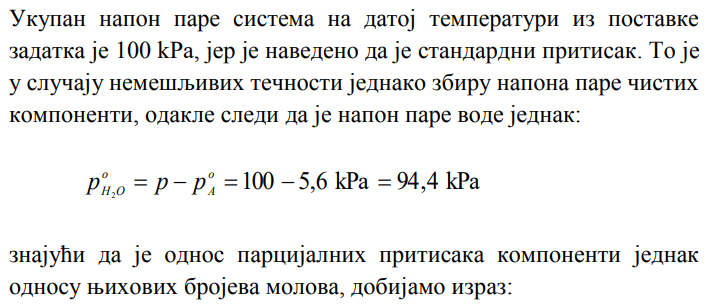 Укупан напон паре система на датој температури из поставке
задатка је 100 kPa, јер је наведено да је стандардни притисак. То је
у случају немешљивих течности једнако збиру напона паре чистих
компоненти, одакле следи да је напон паре воде једнак:
p°H₂O = p − p°A = 100 − 5,6 kPa = 94,4 kPa
знајући да је однос парцијалних притисака компоненти једнак
односу њихових бројева молова, добијамо израз: